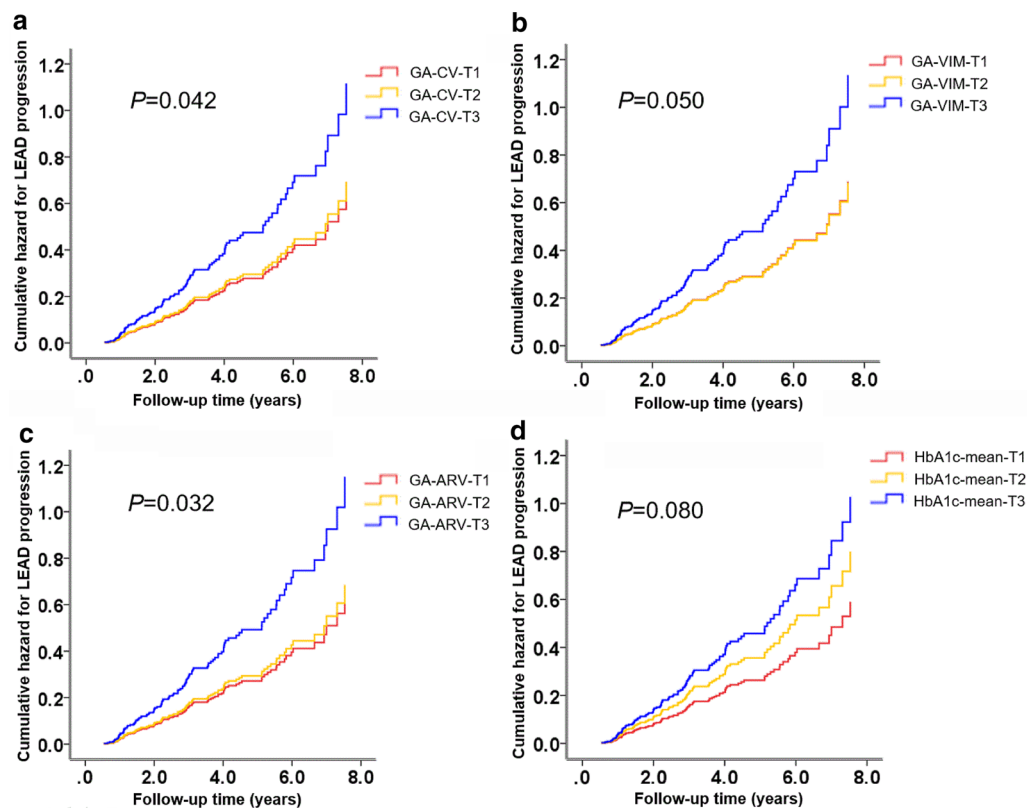 a
Cumulative hazard for LEAD progression
1.2
1.0
0.8
0.6
0.4
0.2
0.0
.0 2.0 4.0 6.0 8.0
Follow-up time (years)
P=0.042
GA-CV-T1
GA-CV-T2
GA-CV-T3
b
Cumulative hazard for LEAD progression
1.2
1.0
0.8
0.6
0.4
0.2
0.0
.0 2.0 4.0 6.0 8.0
Follow-up time (years)
P=0.050
GA-VIM-T1
GA-VIM-T2
GA-VIM-T3
c
Cumulative hazard for LEAD progression
1.2
1.0
0.8
0.6
0.4
0.2
0.0
.0 2.0 4.0 6.0 8.0
Follow-up time (years)
P=0.032
GA-ARV-T1
GA-ARV-T2
GA-ARV-T3
d
Cumulative hazard for LEAD progression
1.2
1.0
0.8
0.6
0.4
0.2
0.0
.0 2.0 4.0 6.0 8.0
Follow-up time (years)
P=0.080
HbA1c-mean-T1
HbA1c-mean-T2
HbA1c-mean-T3